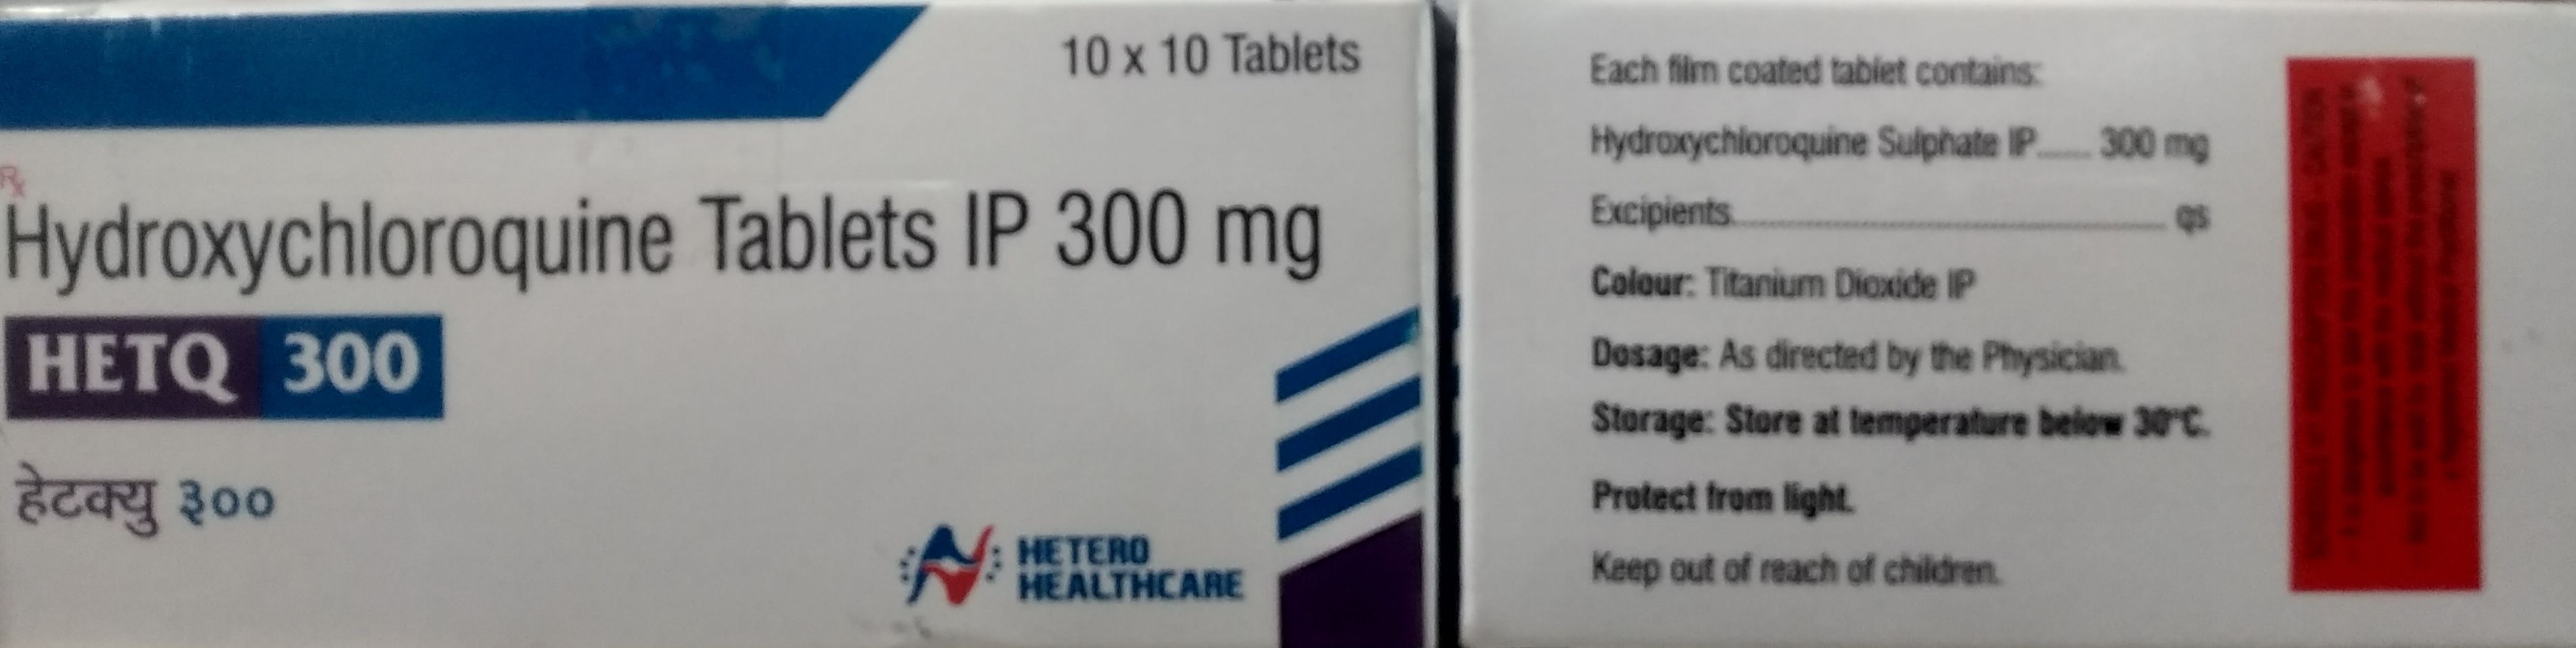 10 x 10 Tablets
Rx
Hydroxychloroquine Tablets IP 300 mg
HETQ 300
हेटक्यु ३००
HETERO
HEALTHCARE
Each film coated tablet contains:
Hydroxychloroquine Sulphate IP...... 300 mg
Excipients.................................................... qs
Colour: Titanium Dioxide IP
Dosage: As directed by the Physician.
Storage: Store at temperature below 30°C.
Protect from light.
Keep out of reach of children.